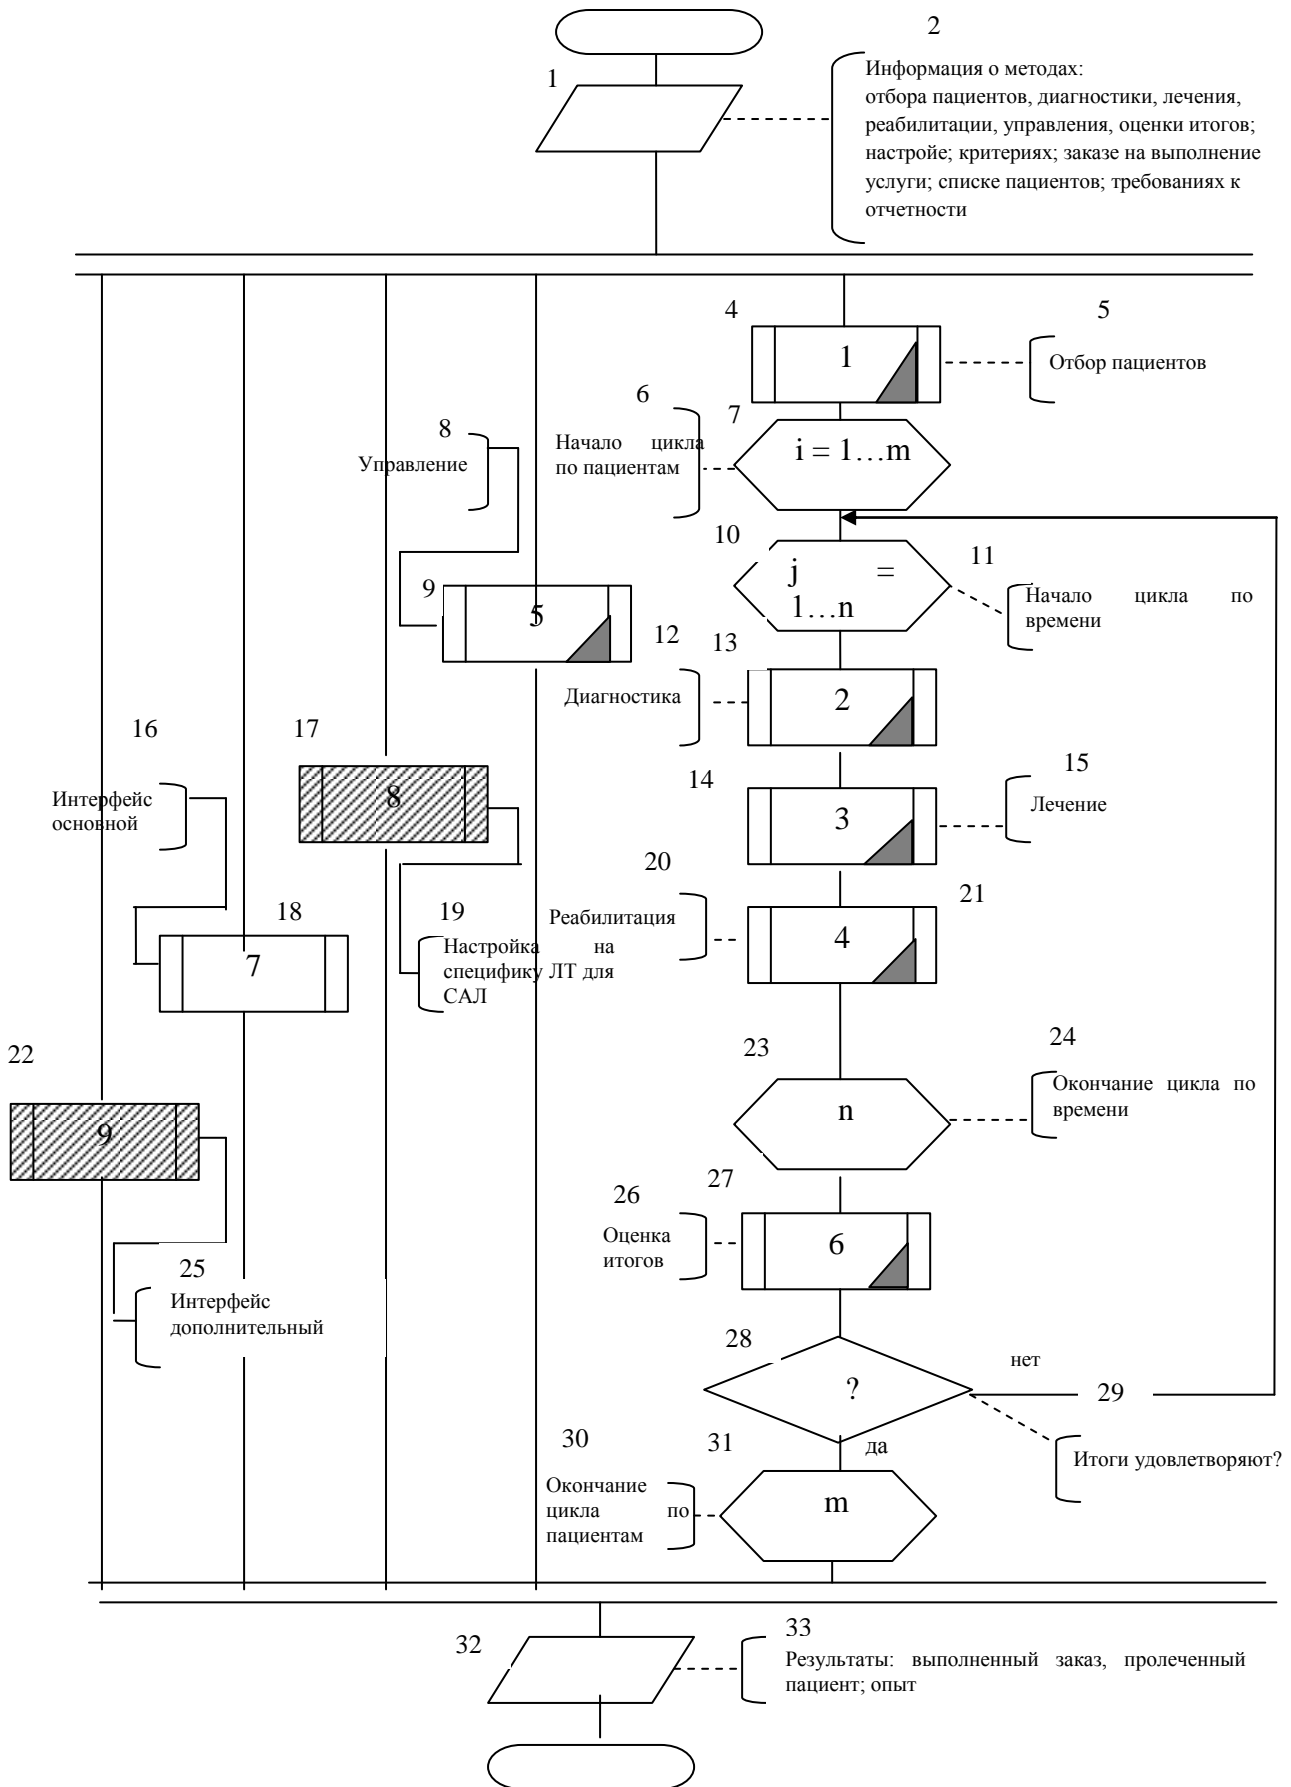 2
Информация о методах:
отбора пациентов, диагностики, лечения,
реабилитации, управления, оценки итогов;
настройе; критериях; заказе на выполнение
услуги; списке пациентов; требованиях к
отчетности
1
4
5
1
Отбор пациентов
6
7
Начало цикла
по пациентам
i = 1…m
8
Управление
10
11
j =
1…n
Начало цикла по
времени
9
5
12
13
Диагностика
2
16
17
14
15
Интерфейс
основной
8
3
Лечение
20
21
18
19
Реабилитация
4
7
Настройка на
специфику ЛТ для
САЛ
22
23
24
9
n
Окончание цикла по
времени
26
27
Оценка
итогов
6
25
Интерфейс
дополнительный
28
?
нет
29
да
Итоги удовлетворяют?
30
31
Окончание
цикла по
пациентам
m
32
33
Результаты: выполненный заказ, пролеченный
пациент; опыт